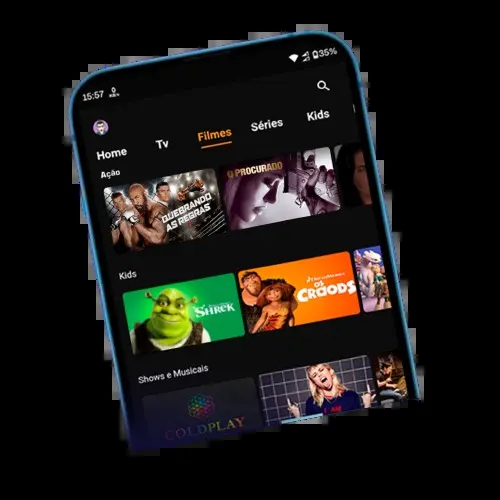 15:57
35%
Home Tv Filmes Séries Kids
Ação
QUEBRANDO
AS REGRAS
O PROCURADO
Kids
SHREK
OS
CROODS
Shows e Musicais
I AM
COLDPLAY